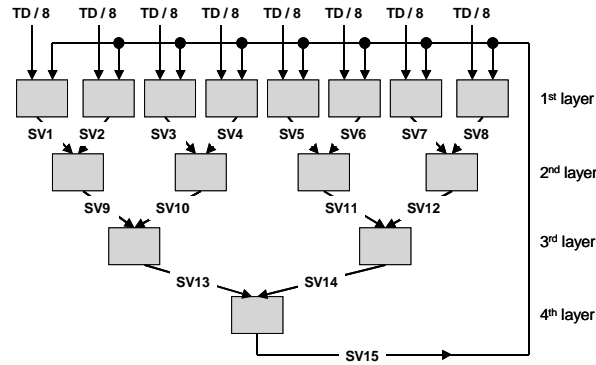 TD / 8 TD / 8 TD / 8 TD / 8 TD / 8 TD / 8 TD / 8 TD / 8
1st layer
SV1 SV2 SV3 SV4 SV5 SV6 SV7 SV8
2nd layer
SV9 SV10 SV11 SV12
3rd layer
SV13 SV14
4th layer
SV15